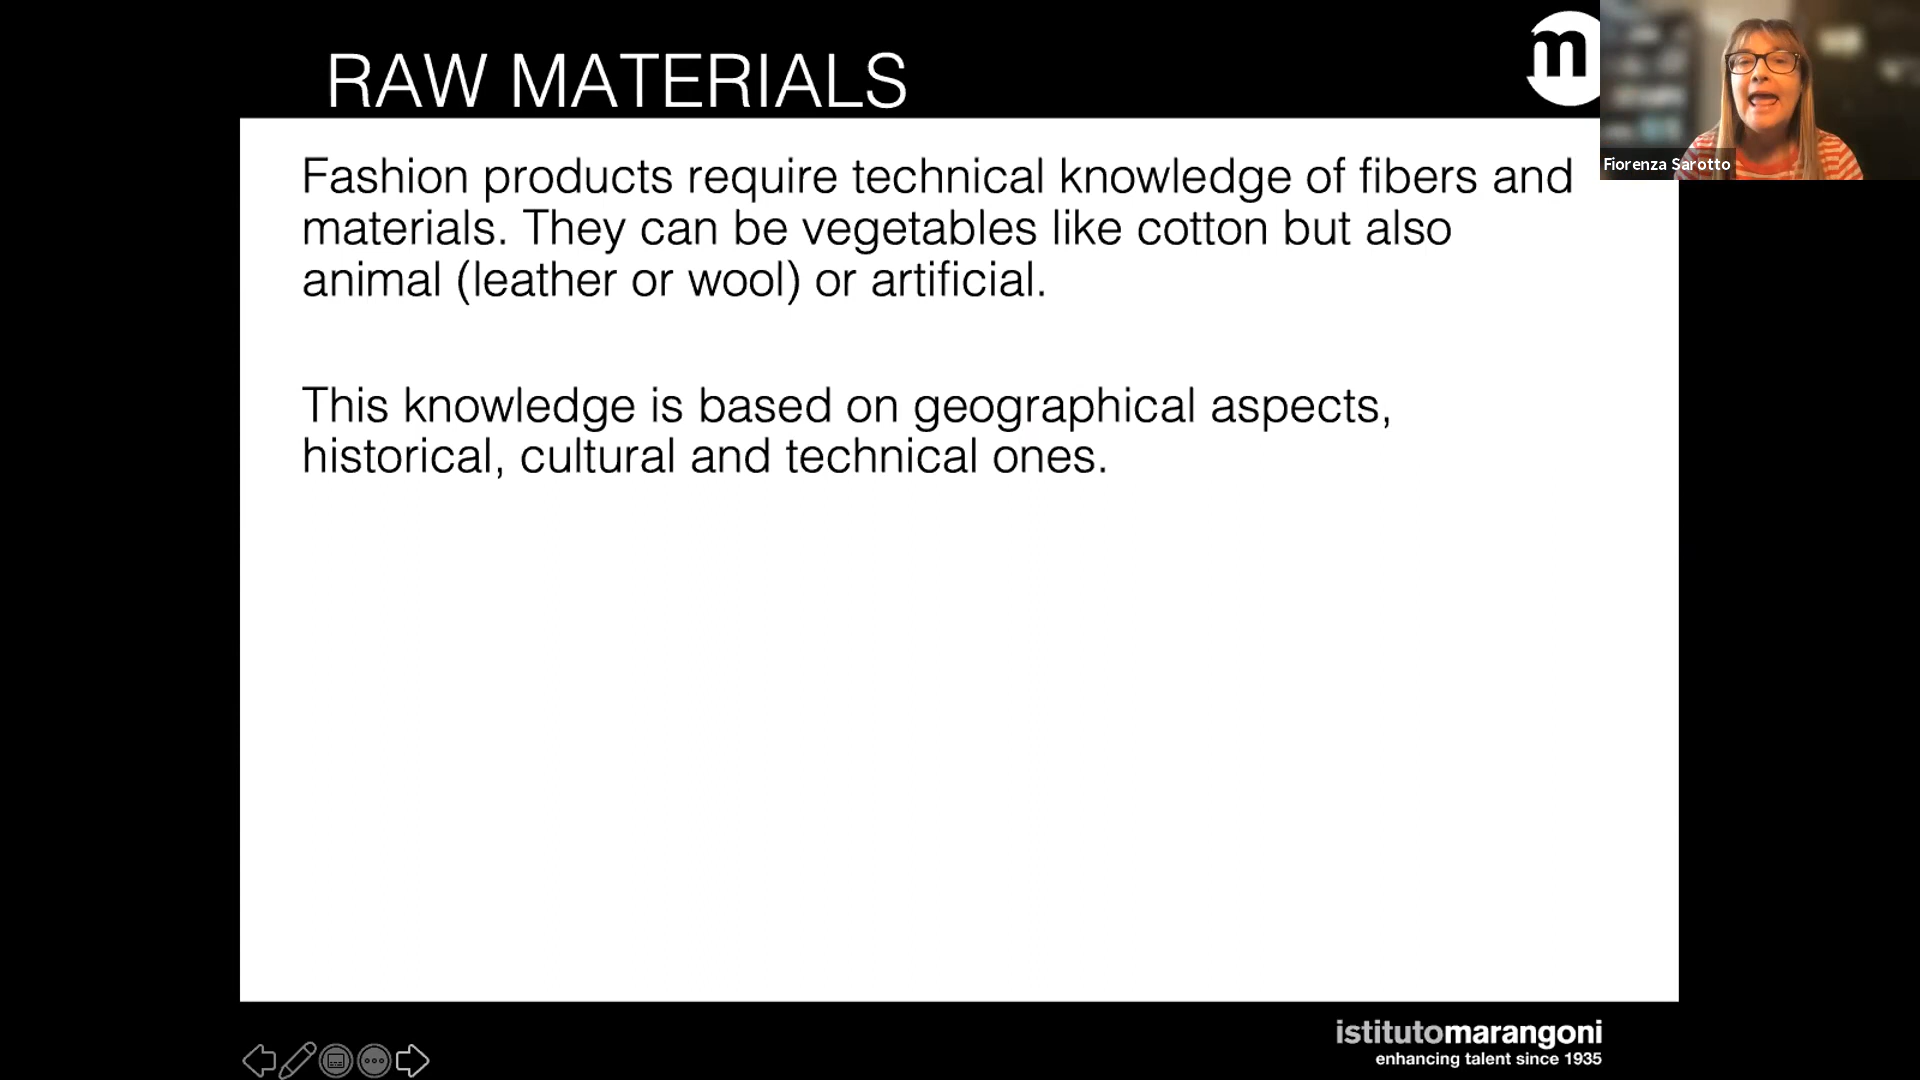 RAW MATERIALS
m
Fiorenza Sarotto
Fashion products require technical knowledge of fibers and
materials. They can be vegetables like cotton but also
animal (leather or wool) or artificial.
This knowledge is based on geographical aspects,
historical, cultural and technical ones.
istitutomarangoni
enhancing talent since 1935